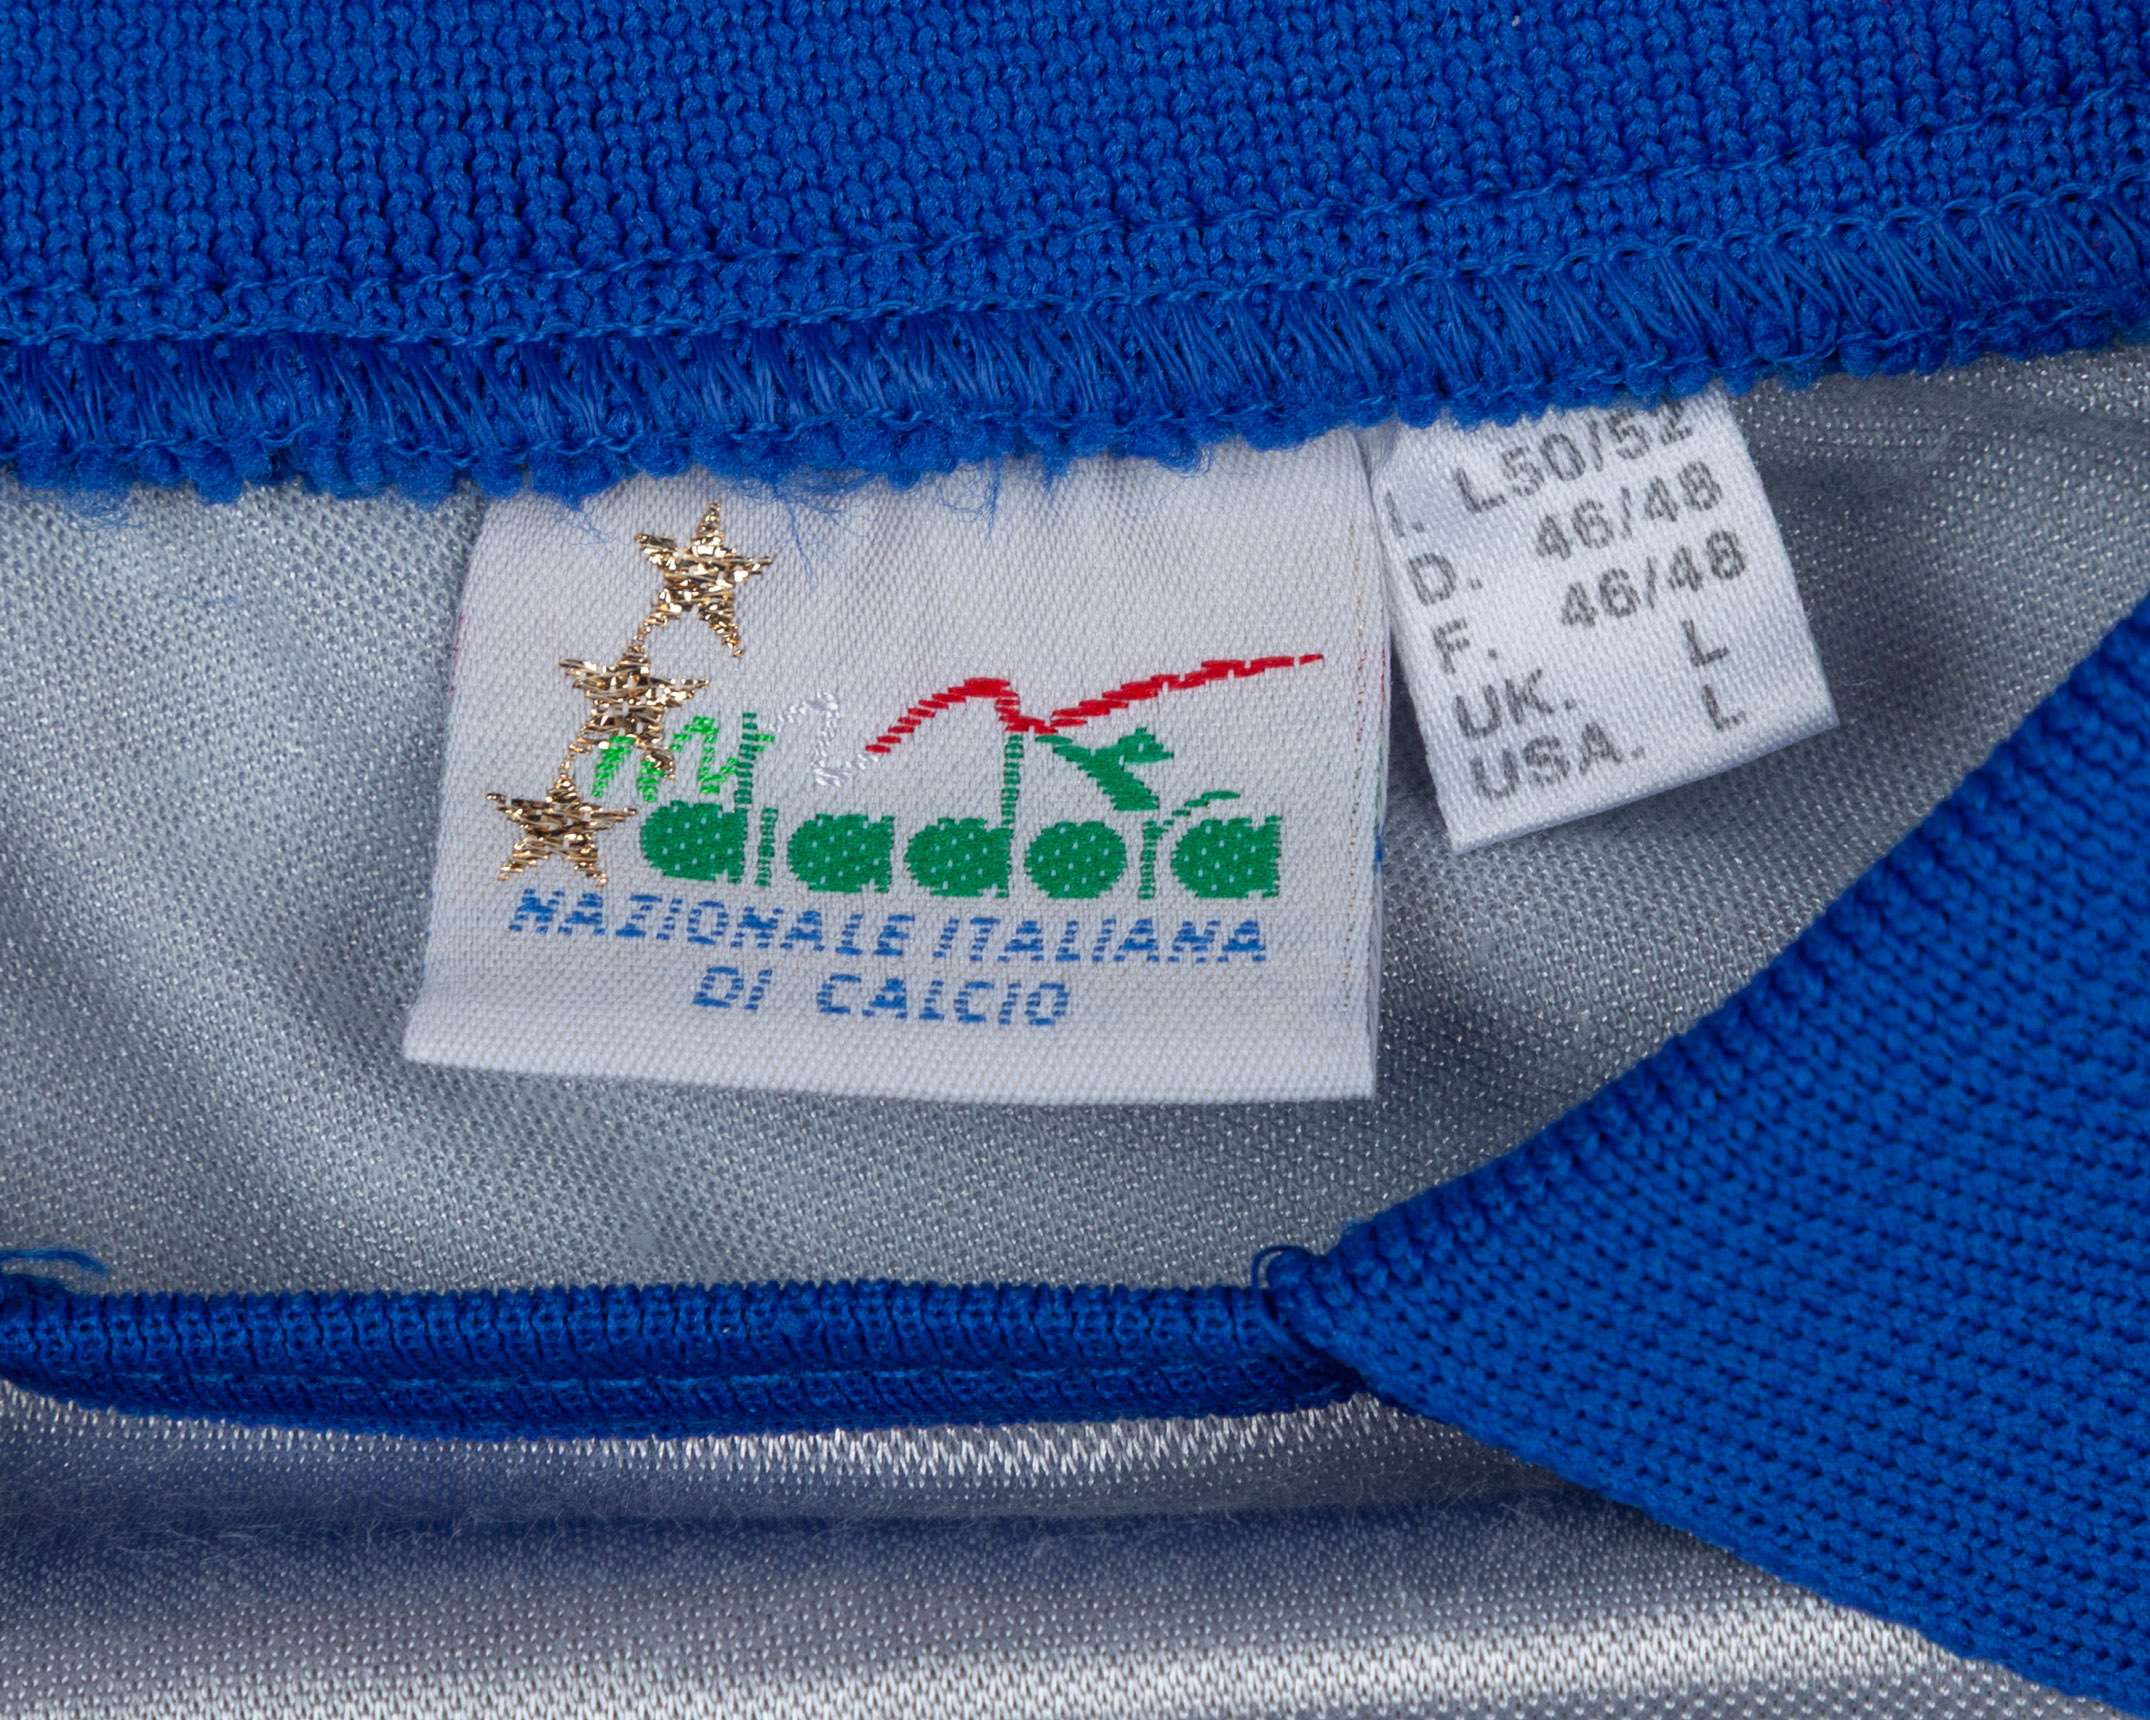 diadora
NAZIONALE ITALIANA
DI CALCIO
I. L50/52
D. 46/48
F. 46/48
UK. L
USA. L